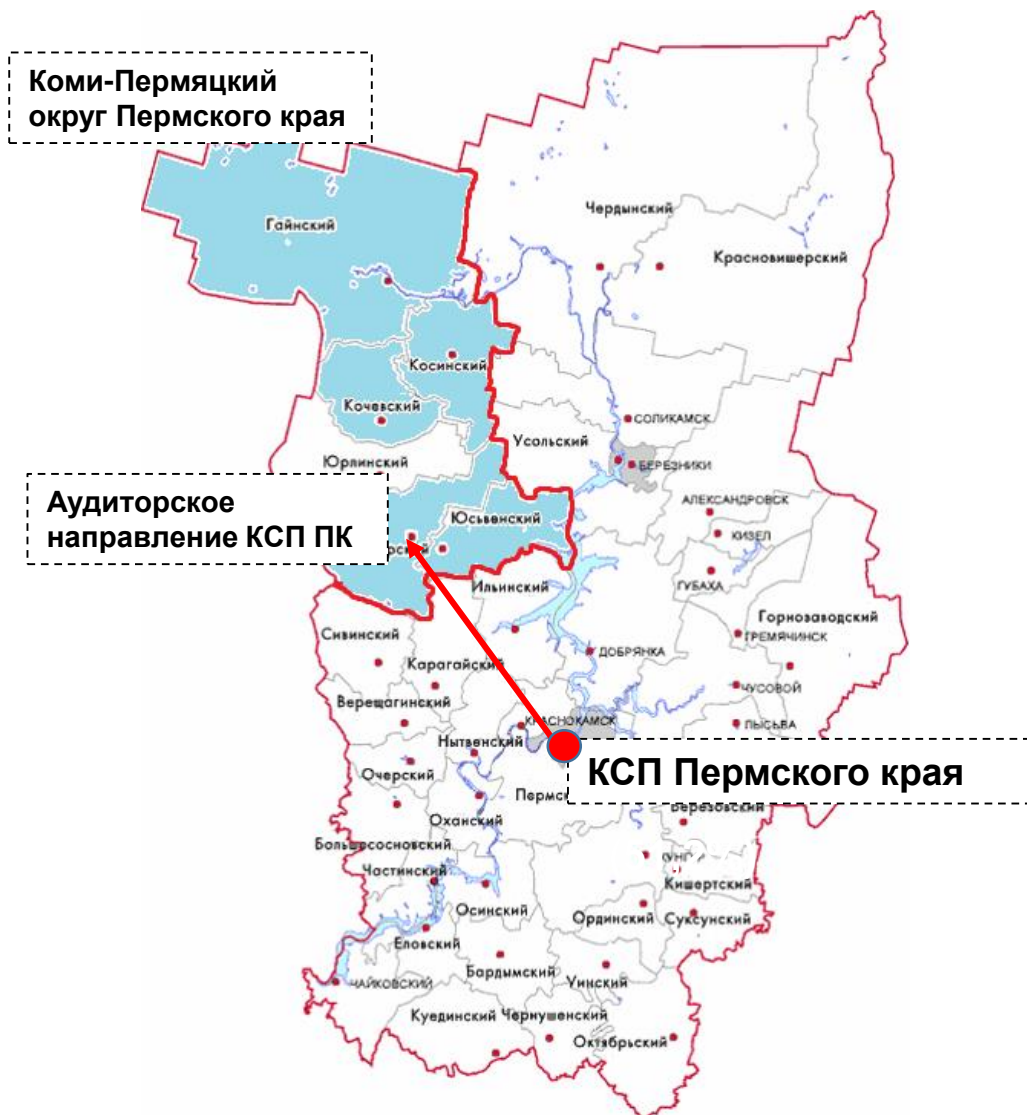 Коми-Пермяцкий
округ Пермского края
Гайнский
Чердынский
Красновишерский
Косинский
Кочевский
СОЛИКАМСК
Усольский
Юрлинский
БЕРЕЗНИКИ
Аудиторское
направление КСП ПК
АЛЕКСАНДРОВСК
Юсьвенский
КИЗЕЛ
ГУБАХА
Ильинский
Горнозаводский
Сивинский
ГРЕМЯЧИНСК
ДОБРЯНКА
Карагайский
ЧУСОВОЙ
Верещагинский
КРАСНОКАМСК
ЛЫСЬВА
Нытвенский
КСП Пермского края
Очерский
Оханский
Березовский
Большесосновский
Частинский
Кишертский
Осинский
Ординский
Суксунский
Еловский
Бардымский
Уинский
ЧАЙКОВСКИЙ
Куединский
Чернушенский
Октябрьский